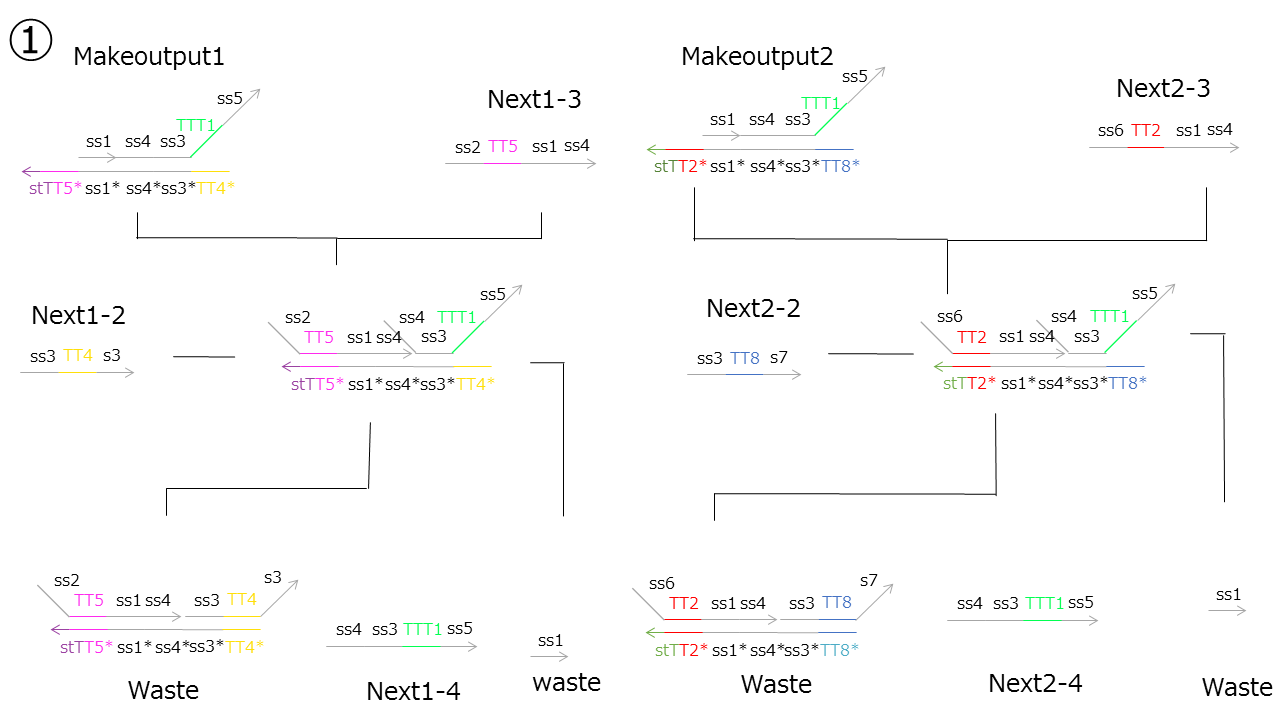 ①
Makeoutput1
ss5
TTT1
ss1 ss4 ss3
stTT5* ss1* ss4*ss3*TT4*
Next1-3
ss2 TT5 ss1 ss4
Makeoutput2
ss5
TTT1
ss1 ss4 ss3
stTT2* ss1* ss4*ss3*TT8*
Next2-3
ss6 TT2 ss1 ss4
Next1-2
ss3 TT4 s3
ss5
ss2 ss4 TTT1
TT5 ss1 ss4 ss3
stTT5* ss1* ss4*ss3*TT4*
Next2-2
ss3 TT8 s7
ss5
ss6 ss4 TTT1
TT2 ss1 ss4 ss3
stTT2* ss1* ss4*ss3*TT8*
ss2 s3
TT5 ss1 ss4 ss3 TT4
stTT5* ss1* ss4*ss3*TT4*
Waste
ss4 ss3 TTT1 ss5
Next1-4
ss1
waste
ss6 s7
TT2 ss1 ss4 ss3 TT8
stTT2* ss1* ss4*ss3*TT8*
Waste
ss4 ss3 TTT1 ss5
Next2-4
ss1
Waste